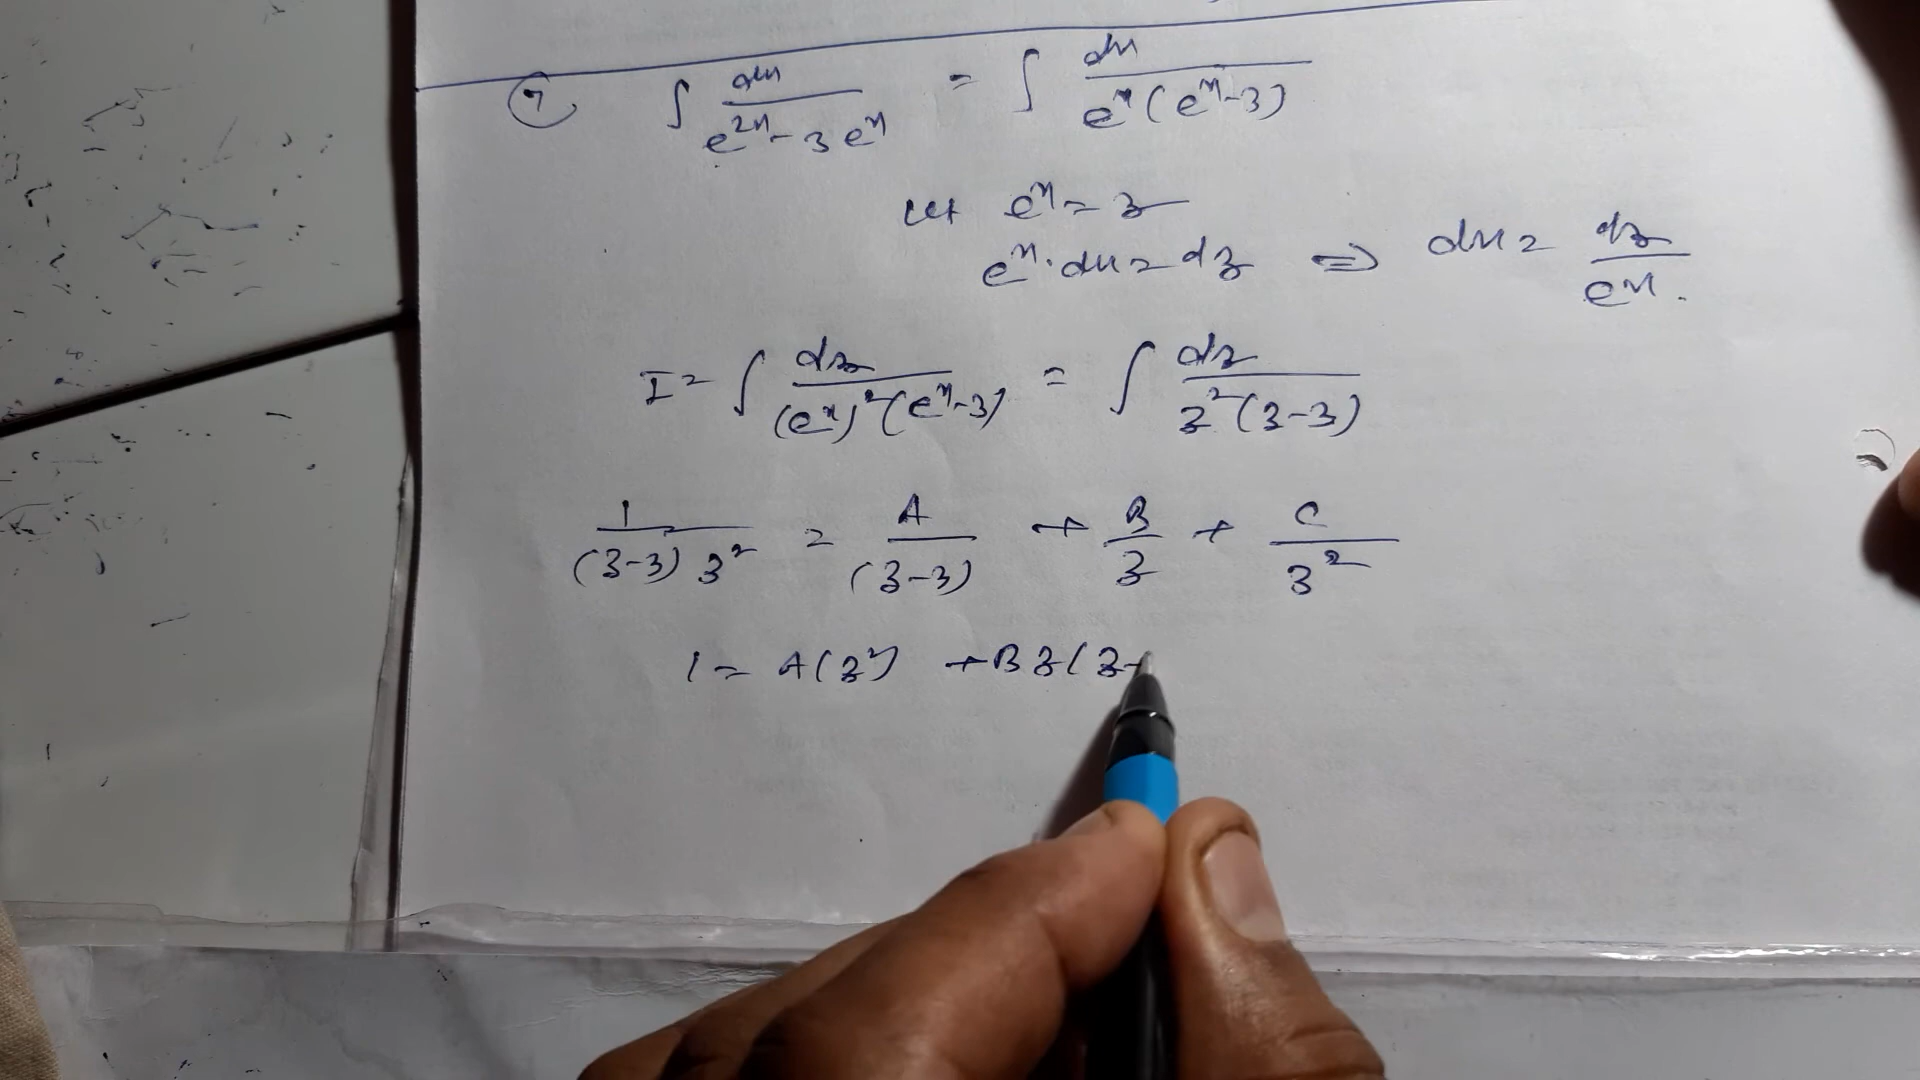 (7) ∫ dx / (e^{2x} - 3e^x) = ∫ dx / (e^x (e^x - 3))
let e^x = z
e^x . dx = dz ⇒ dx = dz / e^x .
I = ∫ dz / ((e^x)^2 (e^x - 3)) = ∫ dz / (z^2 (z - 3))
1 / ((z - 3) z^2) = A / (z - 3) + B / z + C / z^2
1 = A(z^2) + B z (z -